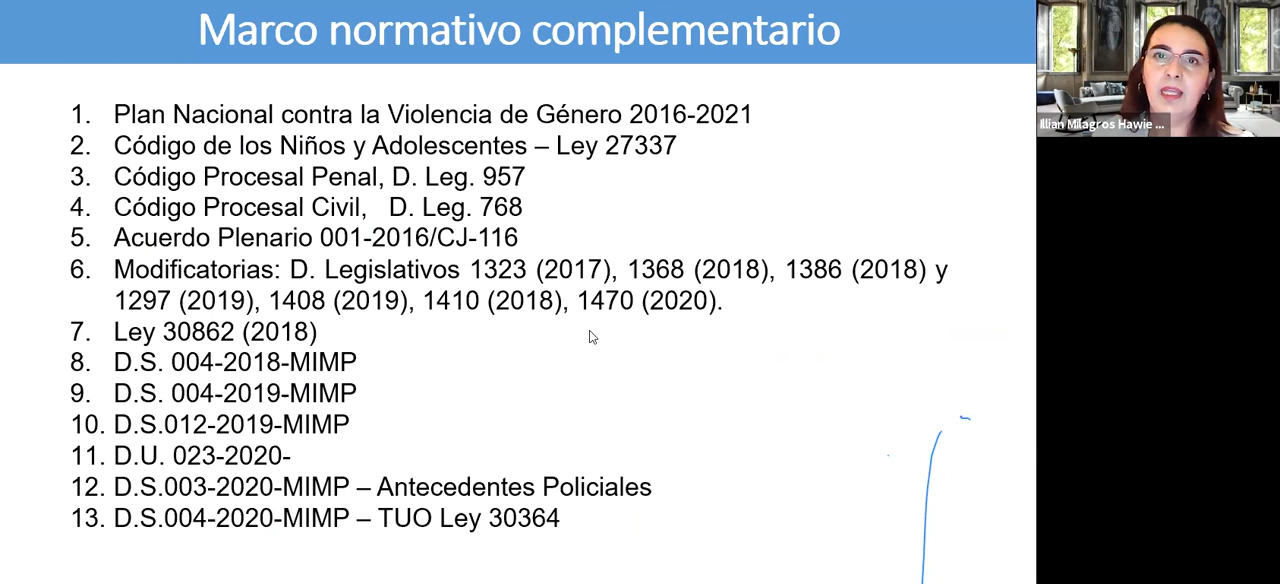 Marco normativo complementario
1. Plan Nacional contra la Violencia de Género 2016-2021
2. Código de los Niños y Adolescentes – Ley 27337
3. Código Procesal Penal, D. Leg. 957
4. Código Procesal Civil, D. Leg. 768
5. Acuerdo Plenario 001-2016/CJ-116
6. Modificatorias: D. Legislativos 1323 (2017), 1368 (2018), 1386 (2018) y
1297 (2019), 1408 (2019), 1410 (2018), 1470 (2020).
7. Ley 30862 (2018)
8. D.S. 004-2018-MIMP
9. D.S. 004-2019-MIMP
10. D.S.012-2019-MIMP
11. D.U. 023-2020-
12. D.S.003-2020-MIMP – Antecedentes Policiales
13. D.S.004-2020-MIMP – TUO Ley 30364
Illian Milagros Hawie ...